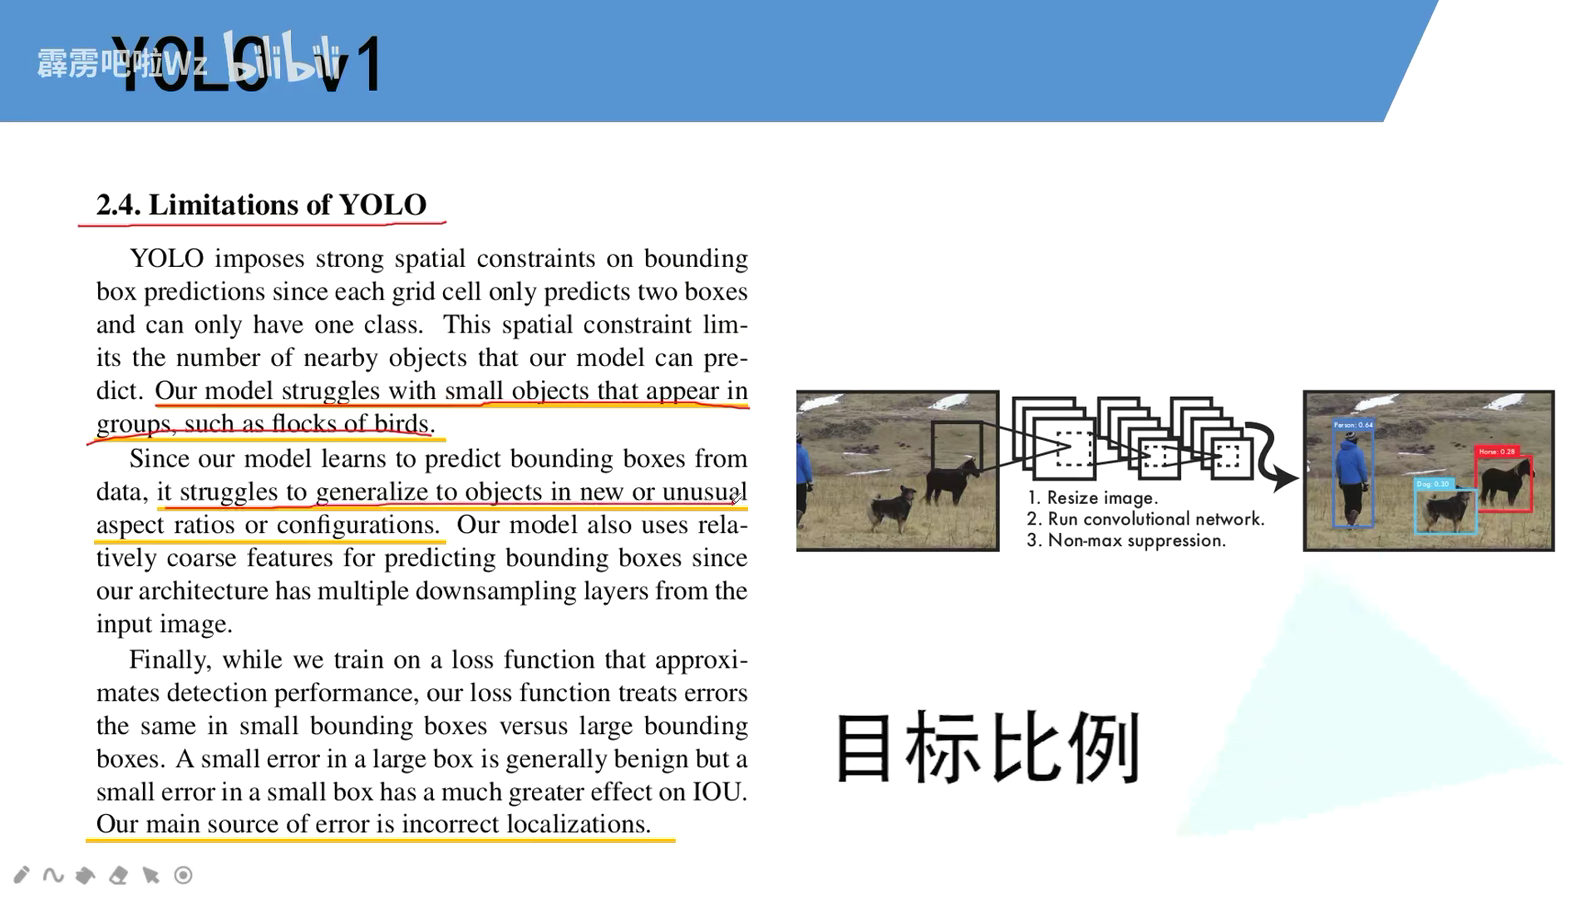 霹雳吧啦Wz bilibili
YOLO v1
2.4. Limitations of YOLO
YOLO imposes strong spatial constraints on bounding
box predictions since each grid cell only predicts two boxes
and can only have one class. This spatial constraint lim-
its the number of nearby objects that our model can pre-
dict. Our model struggles with small objects that appear in
groups, such as flocks of birds.
Since our model learns to predict bounding boxes from
data, it struggles to generalize to objects in new or unusual
aspect ratios or configurations. Our model also uses rela-
tively coarse features for predicting bounding boxes since
our architecture has multiple downsampling layers from the
input image.
Finally, while we train on a loss function that approxi-
mates detection performance, our loss function treats errors
the same in small bounding boxes versus large bounding
boxes. A small error in a large box is generally benign but a
small error in a small box has a much greater effect on IOU.
Our main source of error is incorrect localizations.
1. Resize image.
2. Run convolutional network.
3. Non-max suppression.
Person: 0.64
Horse: 0.28
Dog: 0.30
目标比例